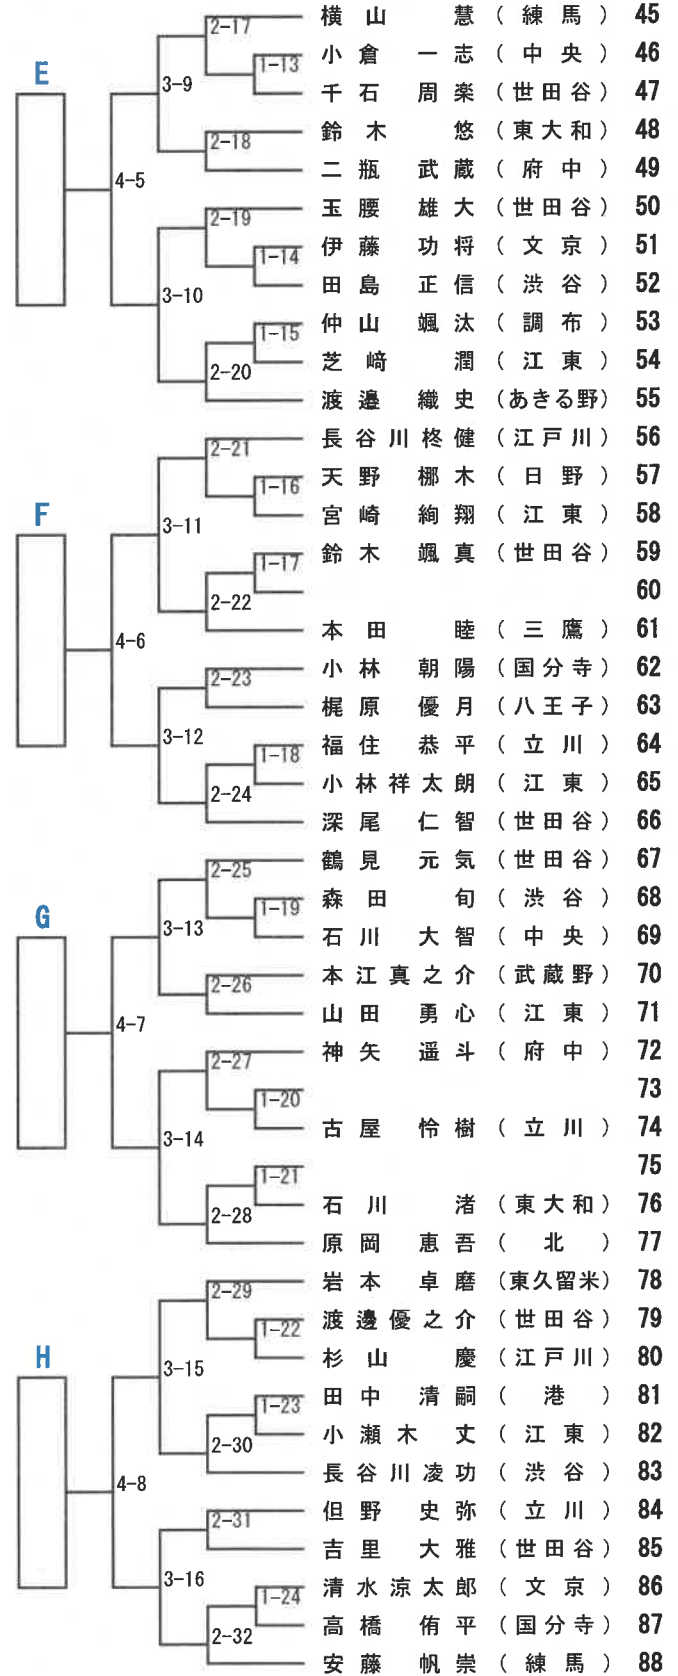 2-17 横山 慧 (練馬) 45
1-13 小倉 一志 (中央) 46
E 3-9 千石 周楽 (世田谷) 47
2-18 鈴木 悠 (東大和) 48
4-5 二瓶 武蔵 (府中) 49
2-19 玉腰 雄大 (世田谷) 50
1-14 伊藤 功将 (文京) 51
3-10 田島 正信 (渋谷) 52
1-15 仲山 颯汰 (調布) 53
2-20 芝﨑 潤 (江東) 54
渡邉 織史 (あきる野) 55
2-21 長谷川柊健 (江戸川) 56
1-16 天野 梛木 (日野) 57
F 3-11 宮崎 絢翔 (江東) 58
1-17 鈴木 颯真 (世田谷) 59
2-22 60
4-6 本田 睦 (三鷹) 61
2-23 小林 朝陽 (国分寺) 62
3-12 梶原 優月 (八王子) 63
1-18 福住 恭平 (立川) 64
2-24 小林祥太朗 (江東) 65
深尾 仁智 (世田谷) 66
2-25 鶴見 元気 (世田谷) 67
1-19 森田 旬 (渋谷) 68
G 3-13 石川 大智 (中央) 69
2-26 本江真之介 (武蔵野) 70
4-7 山田 勇心 (江東) 71
2-27 神矢 遥斗 (府中) 72
1-20 73
3-14 古屋 怜樹 (立川) 74
1-21 75
2-28 石川 渚 (東大和) 76
原岡 恵吾 (北) 77
2-29 岩本 卓磨 (東久留米) 78
1-22 渡邊優之介 (世田谷) 79
H 3-15 杉山 慶 (江戸川) 80
1-23 田中 清嗣 (港) 81
2-30 小瀬木 丈 (江東) 82
4-8 長谷川凌功 (渋谷) 83
2-31 但野 史弥 (立川) 84
吉里 大雅 (世田谷) 85
3-16 1-24 清水涼太郎 (文京) 86
2-32 高橋 侑平 (国分寺) 87
安藤 帆崇 (練馬) 88